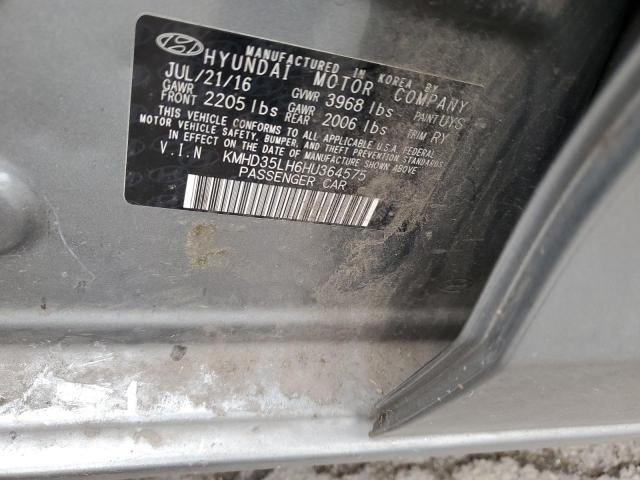 MANUFACTURED IN KOREA BY
HYUNDAI MOTOR COMPANY
JUL/21/16 GVWR 3968 lbs PAINT UYS
GAWR FRONT 2205 lbs GAWR REAR 2006 lbs TRIM RY
THIS VEHICLE CONFORMS TO ALL APPLICABLE U.S.A. FEDERAL
MOTOR VEHICLE SAFETY, BUMPER, AND THEFT PREVENTION STANDARDS
IN EFFECT ON THE DATE OF MANUFACTURE SHOWN ABOVE.
V.I.N KMHD35LH6HU364575
PASSENGER CAR